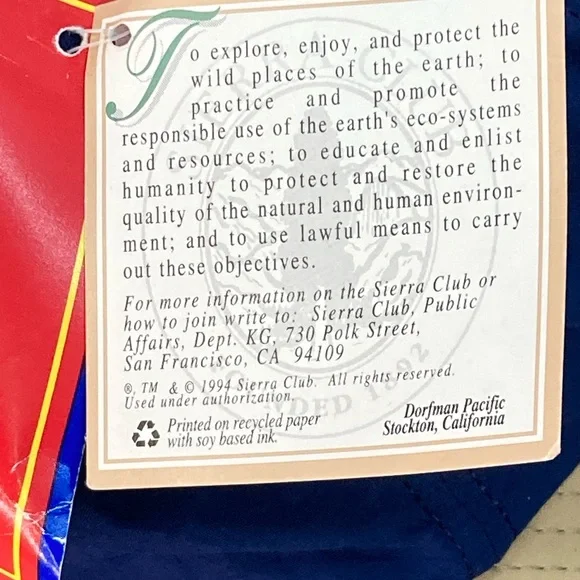 To explore, enjoy, and protect the
wild places of the earth; to
practice and promote the
responsible use of the earth's eco-systems
and resources; to educate and enlist
humanity to protect and restore the
quality of the natural and human environ-
ment; and to use lawful means to carry
out these objectives.
For more information on the Sierra Club or
how to join write to: Sierra Club, Public
Affairs, Dept. KG, 730 Polk Street,
San Francisco, CA 94109
®, TM & © 1994 Sierra Club. All rights reserved.
Used under authorization.
Printed on recycled paper
with soy based ink.
Dorfman Pacific
Stockton, California
SIERRA CLUB
FOUNDED 1892